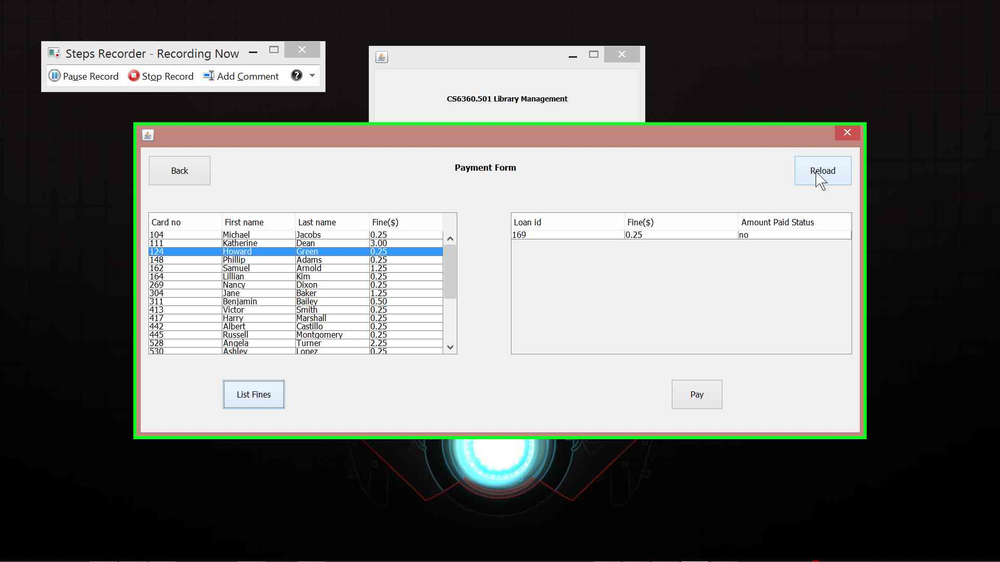 Steps Recorder - Recording Now
Pause Record Stop Record Add Comment
CS6360.501 Library Management
Back Payment Form Reload
Card no First name Last name Fine($)
104 Michael Jacobs 0.25
111 Katherine Dean 3.00
124 Howard Green 0.25
148 Phillip Adams 0.25
162 Samuel Arnold 1.25
164 Lillian Kim 0.25
269 Nancy Dixon 0.25
304 Jane Baker 1.25
311 Benjamin Bailey 0.50
413 Victor Smith 0.25
417 Harry Marshall 0.25
442 Albert Castillo 0.25
445 Russell Montgomery 0.25
528 Angela Turner 2.25
530 Ashley Lopez 0.25
Loan id Fine($) Amount Paid Status
169 0.25 no
List Fines Pay